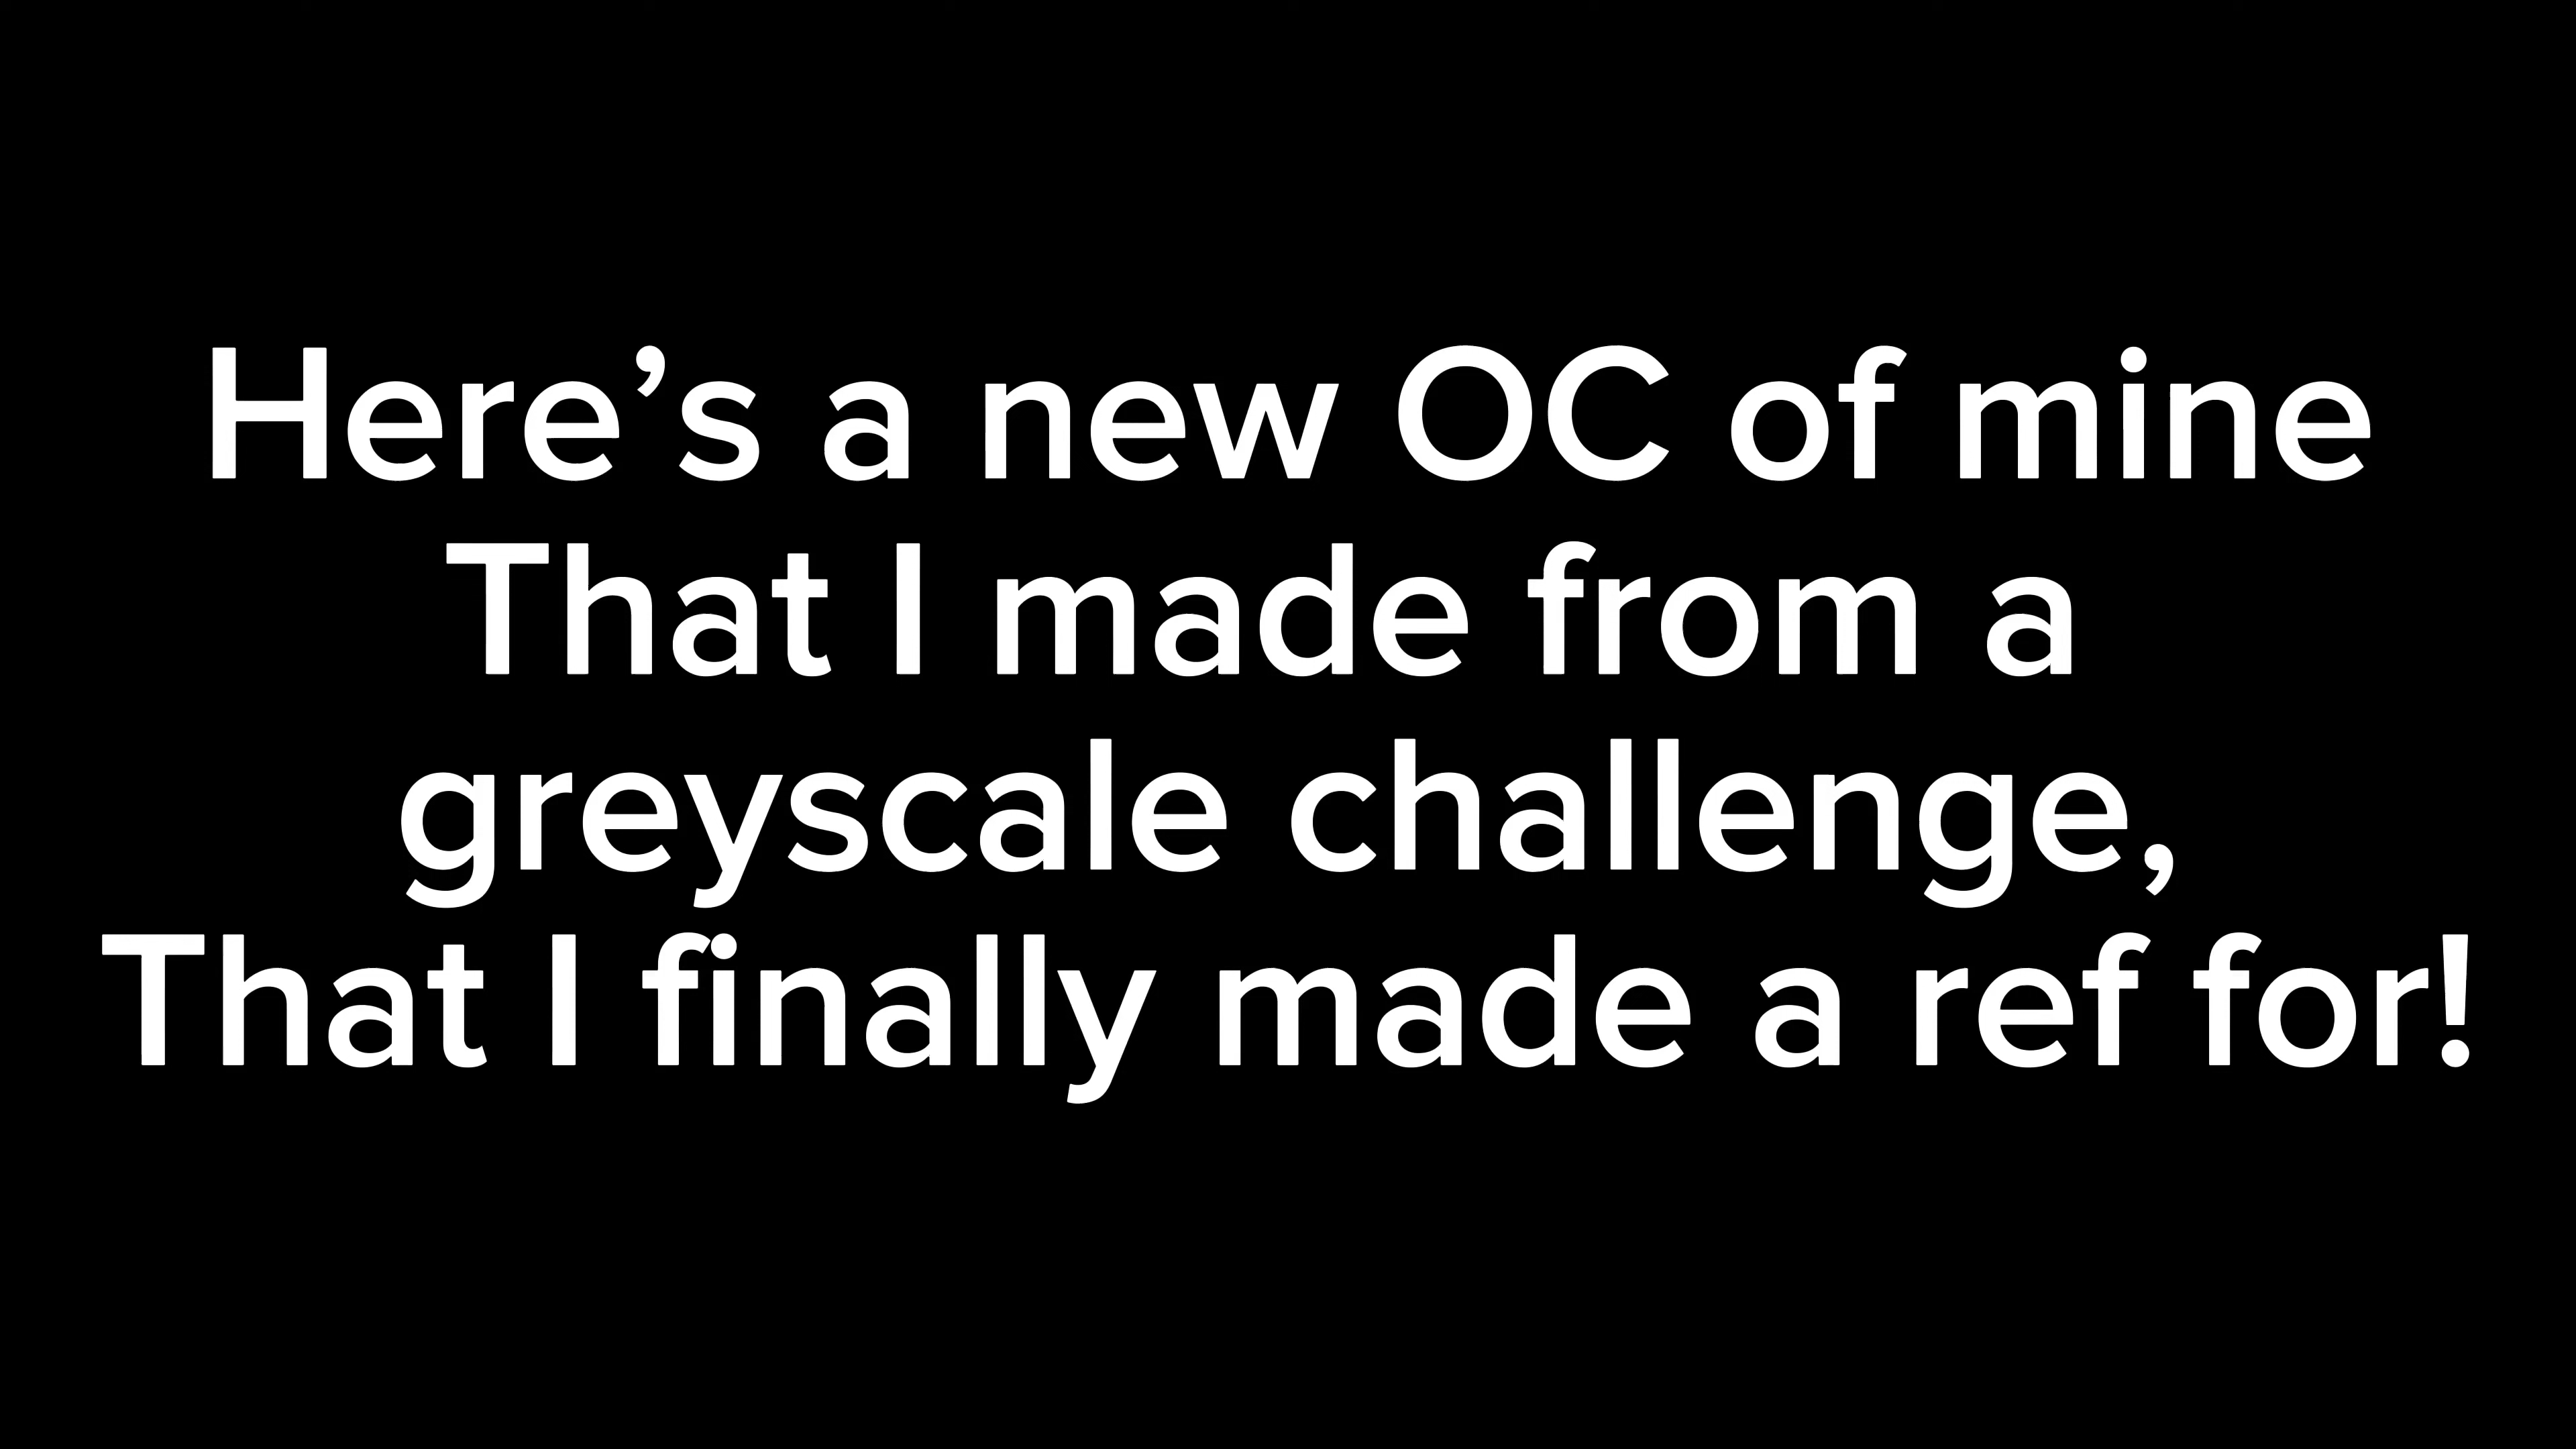 Here’s a new OC of mine
That I made from a
greyscale challenge,
That I finally made a ref for!